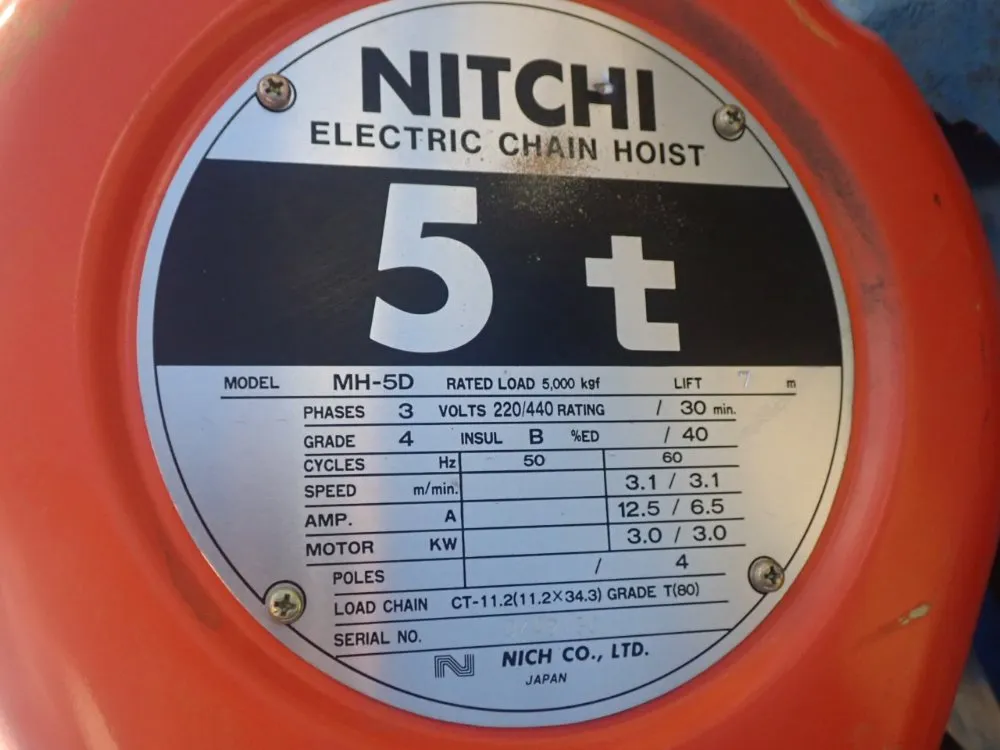 NITCHI
ELECTRIC CHAIN HOIST
5 t
MODEL MH-5D RATED LOAD 5,000 kgf LIFT 7 m
PHASES 3 VOLTS 220/440 RATING / 30 min.
GRADE 4 INSUL B %ED / 40
CYCLES Hz 50 60
SPEED m/min. 3.1 / 3.1
AMP. A 12.5 / 6.5
MOTOR KW 3.0 / 3.0
POLES / 4
LOAD CHAIN CT-11.2(11.2×34.3) GRADE T(80)
SERIAL NO.
N NICH CO., LTD.
JAPAN